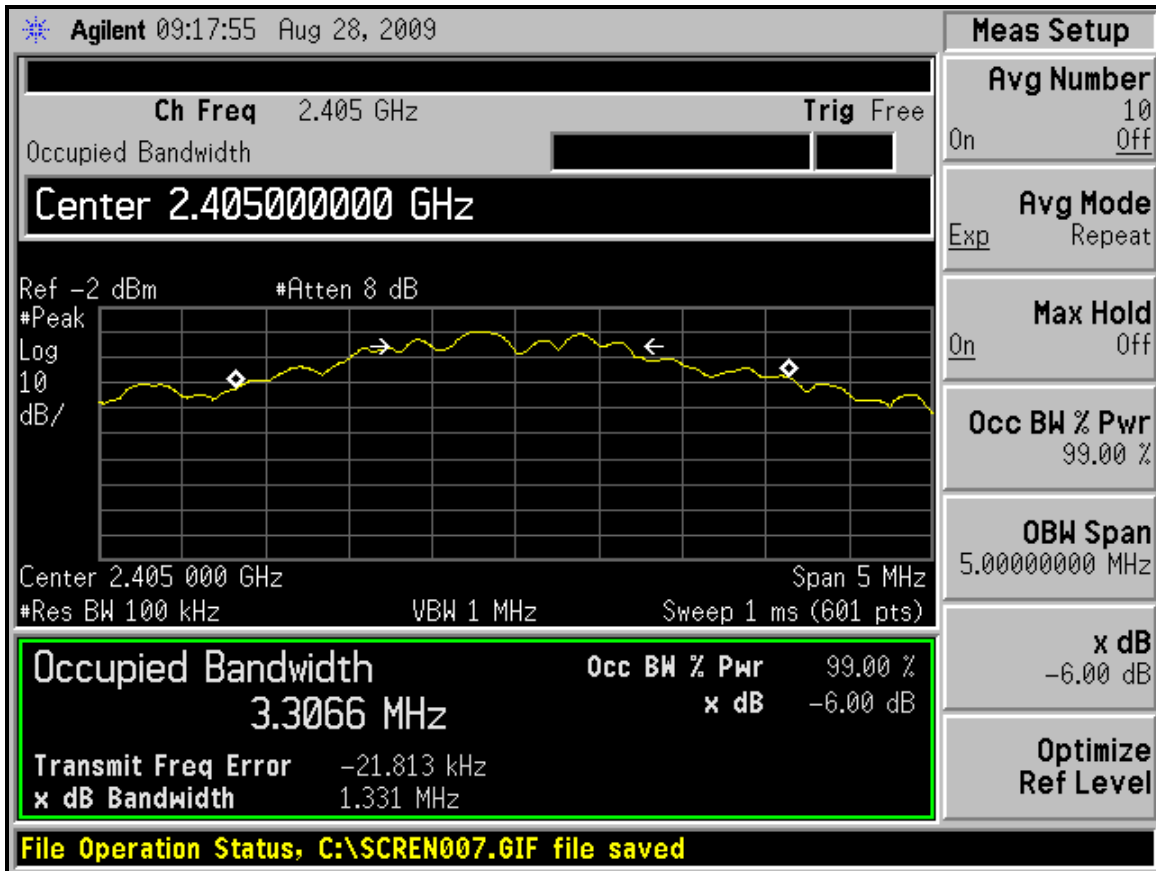 Agilent 09:17:55 Aug 28, 2009
Ch Freq 2.405 GHz Trig Free
Occupied Bandwidth
Center 2.405000000 GHz
Ref -2 dBm #Atten 8 dB
#Peak
Log
10
dB/
Center 2.405 000 GHz Span 5 MHz
#Res BW 100 kHz VBW 1 MHz Sweep 1 ms (601 pts)
Occupied Bandwidth Occ BW % Pwr 99.00 %
3.3066 MHz x dB -6.00 dB
Transmit Freq Error -21.813 kHz
x dB Bandwidth 1.331 MHz
File Operation Status, C:\SCREN007.GIF file saved
Meas Setup
Avg Number
10
On Off
Avg Mode
Exp Repeat
Max Hold
On Off
Occ BW % Pwr
99.00 %
OBW Span
5.00000000 MHz
x dB
-6.00 dB
Optimize
Ref Level